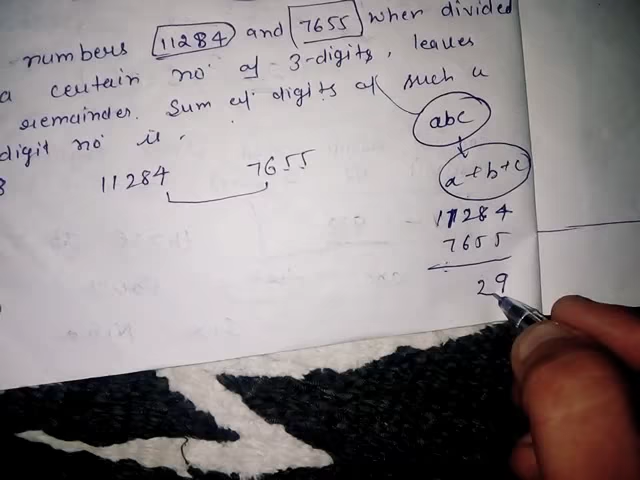 numbers 11284 and 7655 when divided
a certain no of 3-digits, leaves
remainder. Sum of digits of such a
digit no is.
abc
a+b+c
3
11284 7655
11284
7655
29